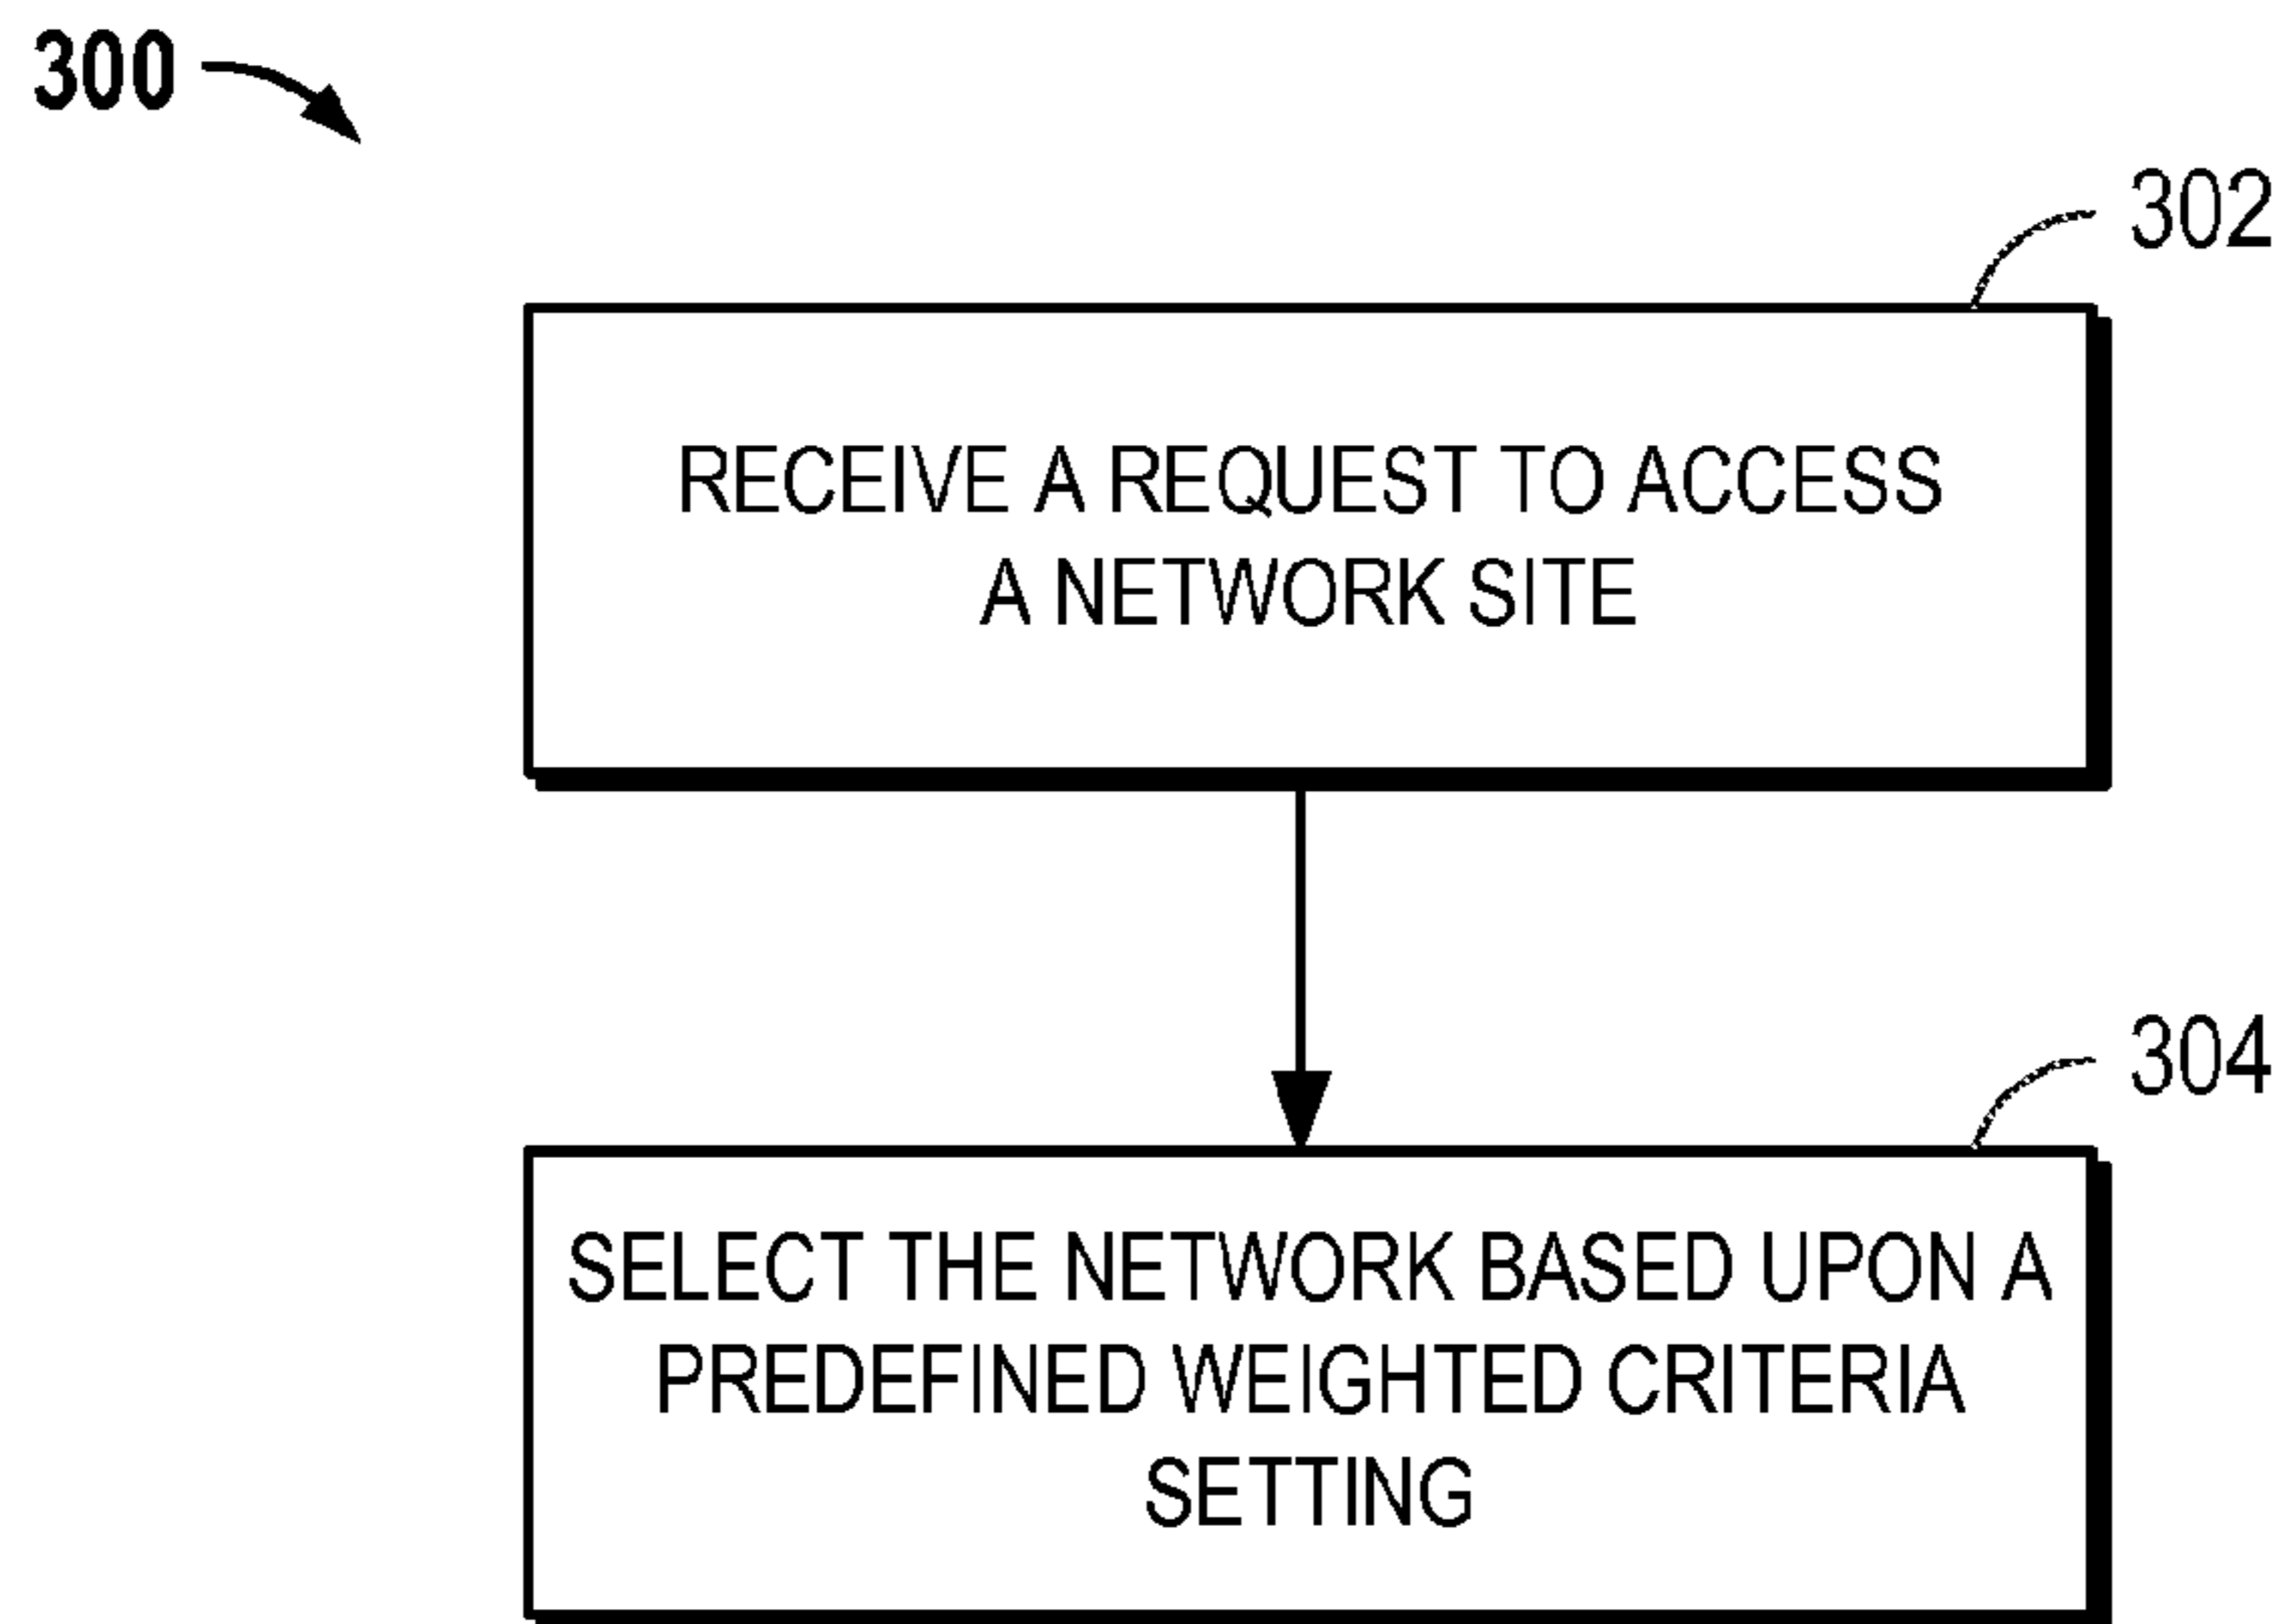 300
302
RECEIVE A REQUEST TO ACCESS
A NETWORK SITE
304
SELECT THE NETWORK BASED UPON A
PREDEFINED WEIGHTED CRITERIA
SETTING